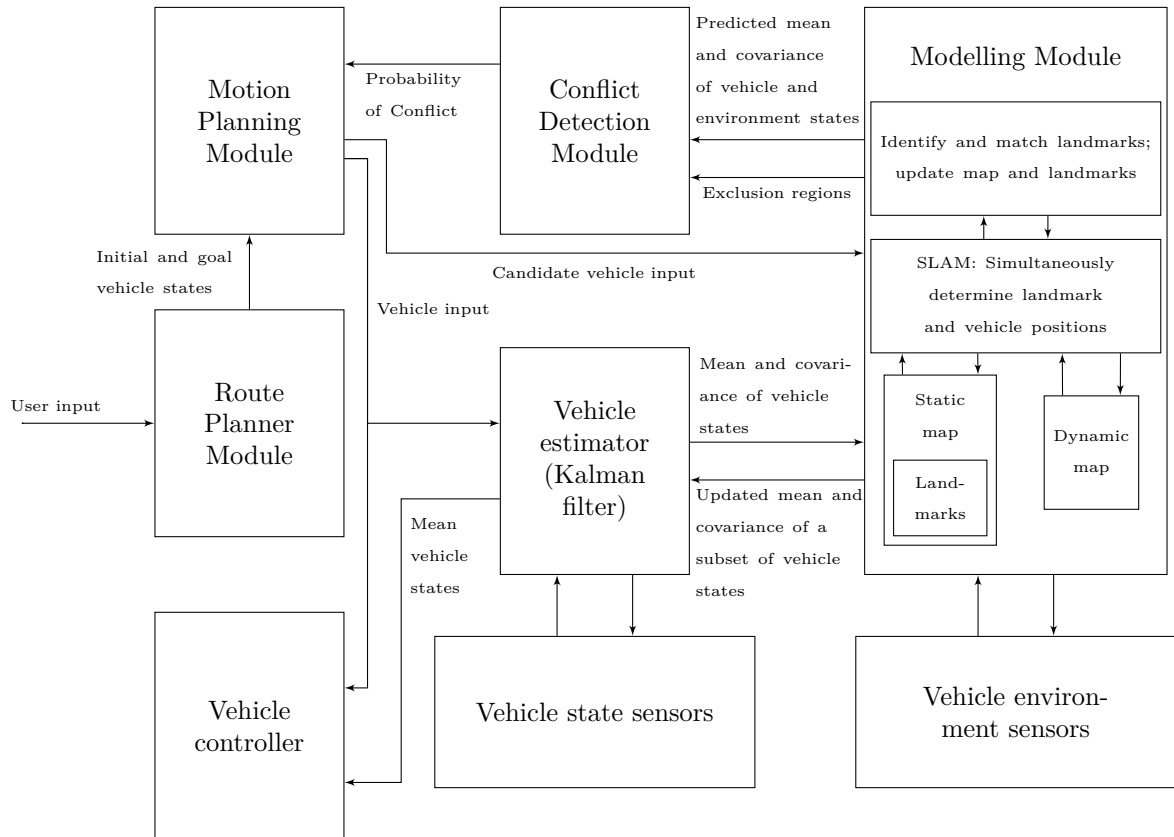 Motion
Planning
Module
Probability
of Conflict
Conflict
Detection
Module
Predicted mean
and covariance
of vehicle and
environment states
Exclusion regions
Modelling Module
Identify and match landmarks;
update map and landmarks
SLAM: Simultaneously
determine landmark
and vehicle positions
Static
map
Land-
marks
Dynamic
map
Initial and goal
vehicle states
Candidate vehicle input
Vehicle input
User input
Route
Planner
Module
Vehicle
estimator
(Kalman
filter)
Mean and covari-
ance of vehicle
states
Updated mean and
covariance of a
subset of vehicle
states
Mean
vehicle
states
Vehicle
controller
Vehicle state sensors
Vehicle environ-
ment sensors